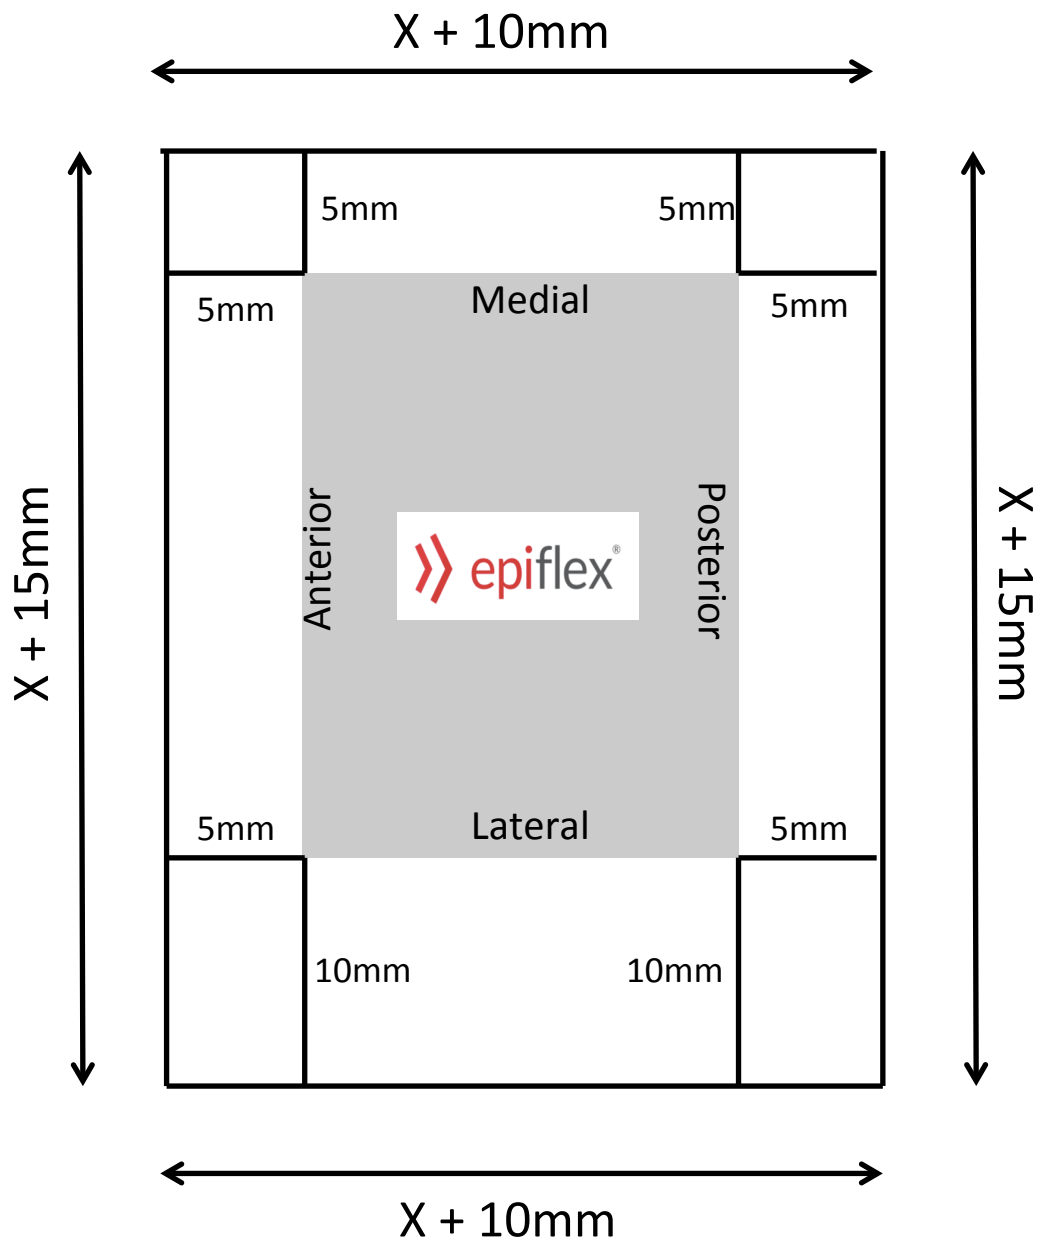 X + 10mm
5mm
5mm
5mm
Medial
5mm
X + 15mm
Anterior
epiflex®
Posterior
X + 15mm
5mm
Lateral
5mm
10mm
10mm
X + 10mm